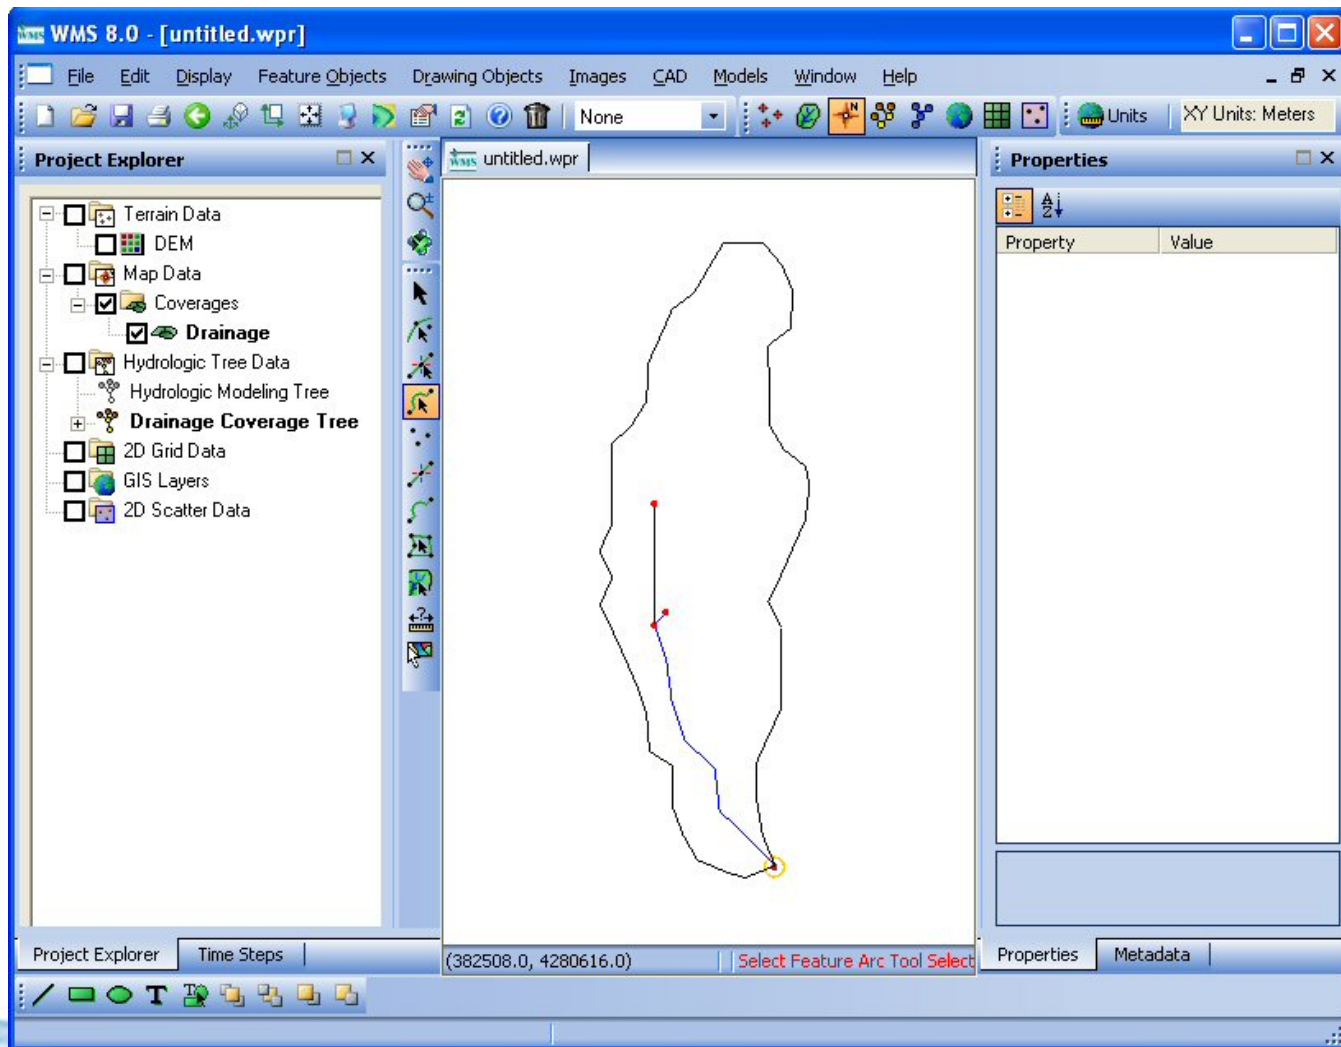 WMS 8.0 - [untitled.wpr]
File Edit Display Feature Objects Drawing Objects Images CAD Models Window Help
None Units XY Units: Meters
Project Explorer
untitled.wpr
Properties
Terrain Data
DEM
Map Data
Coverages
Drainage
Hydrologic Tree Data
Hydrologic Modeling Tree
Drainage Coverage Tree
2D Grid Data
GIS Layers
2D Scatter Data
Property Value
Project Explorer Time Steps
(382508.0, 4280616.0) Select Feature Arc Tool Select
Properties Metadata